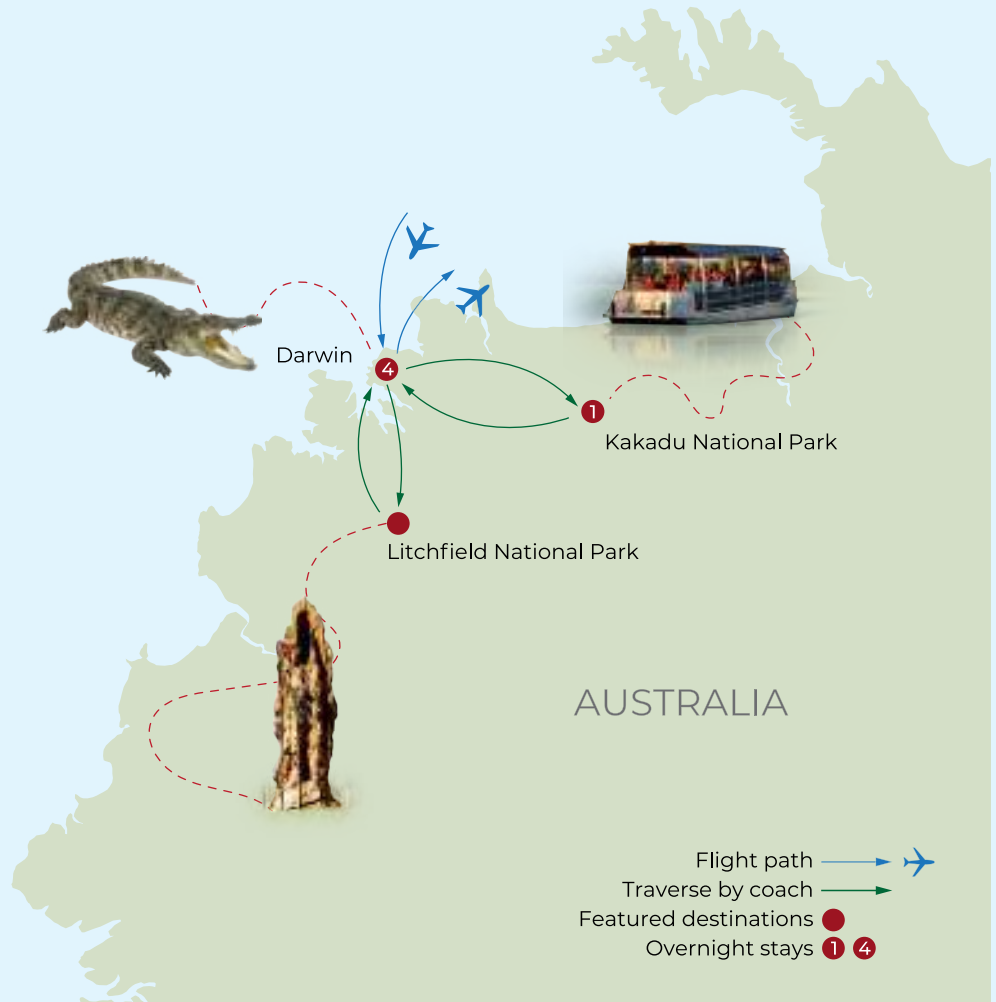 Darwin
4
1
Kakadu National Park
Litchfield National Park
AUSTRALIA
Flight path
Traverse by coach
Featured destinations
Overnight stays 1 4